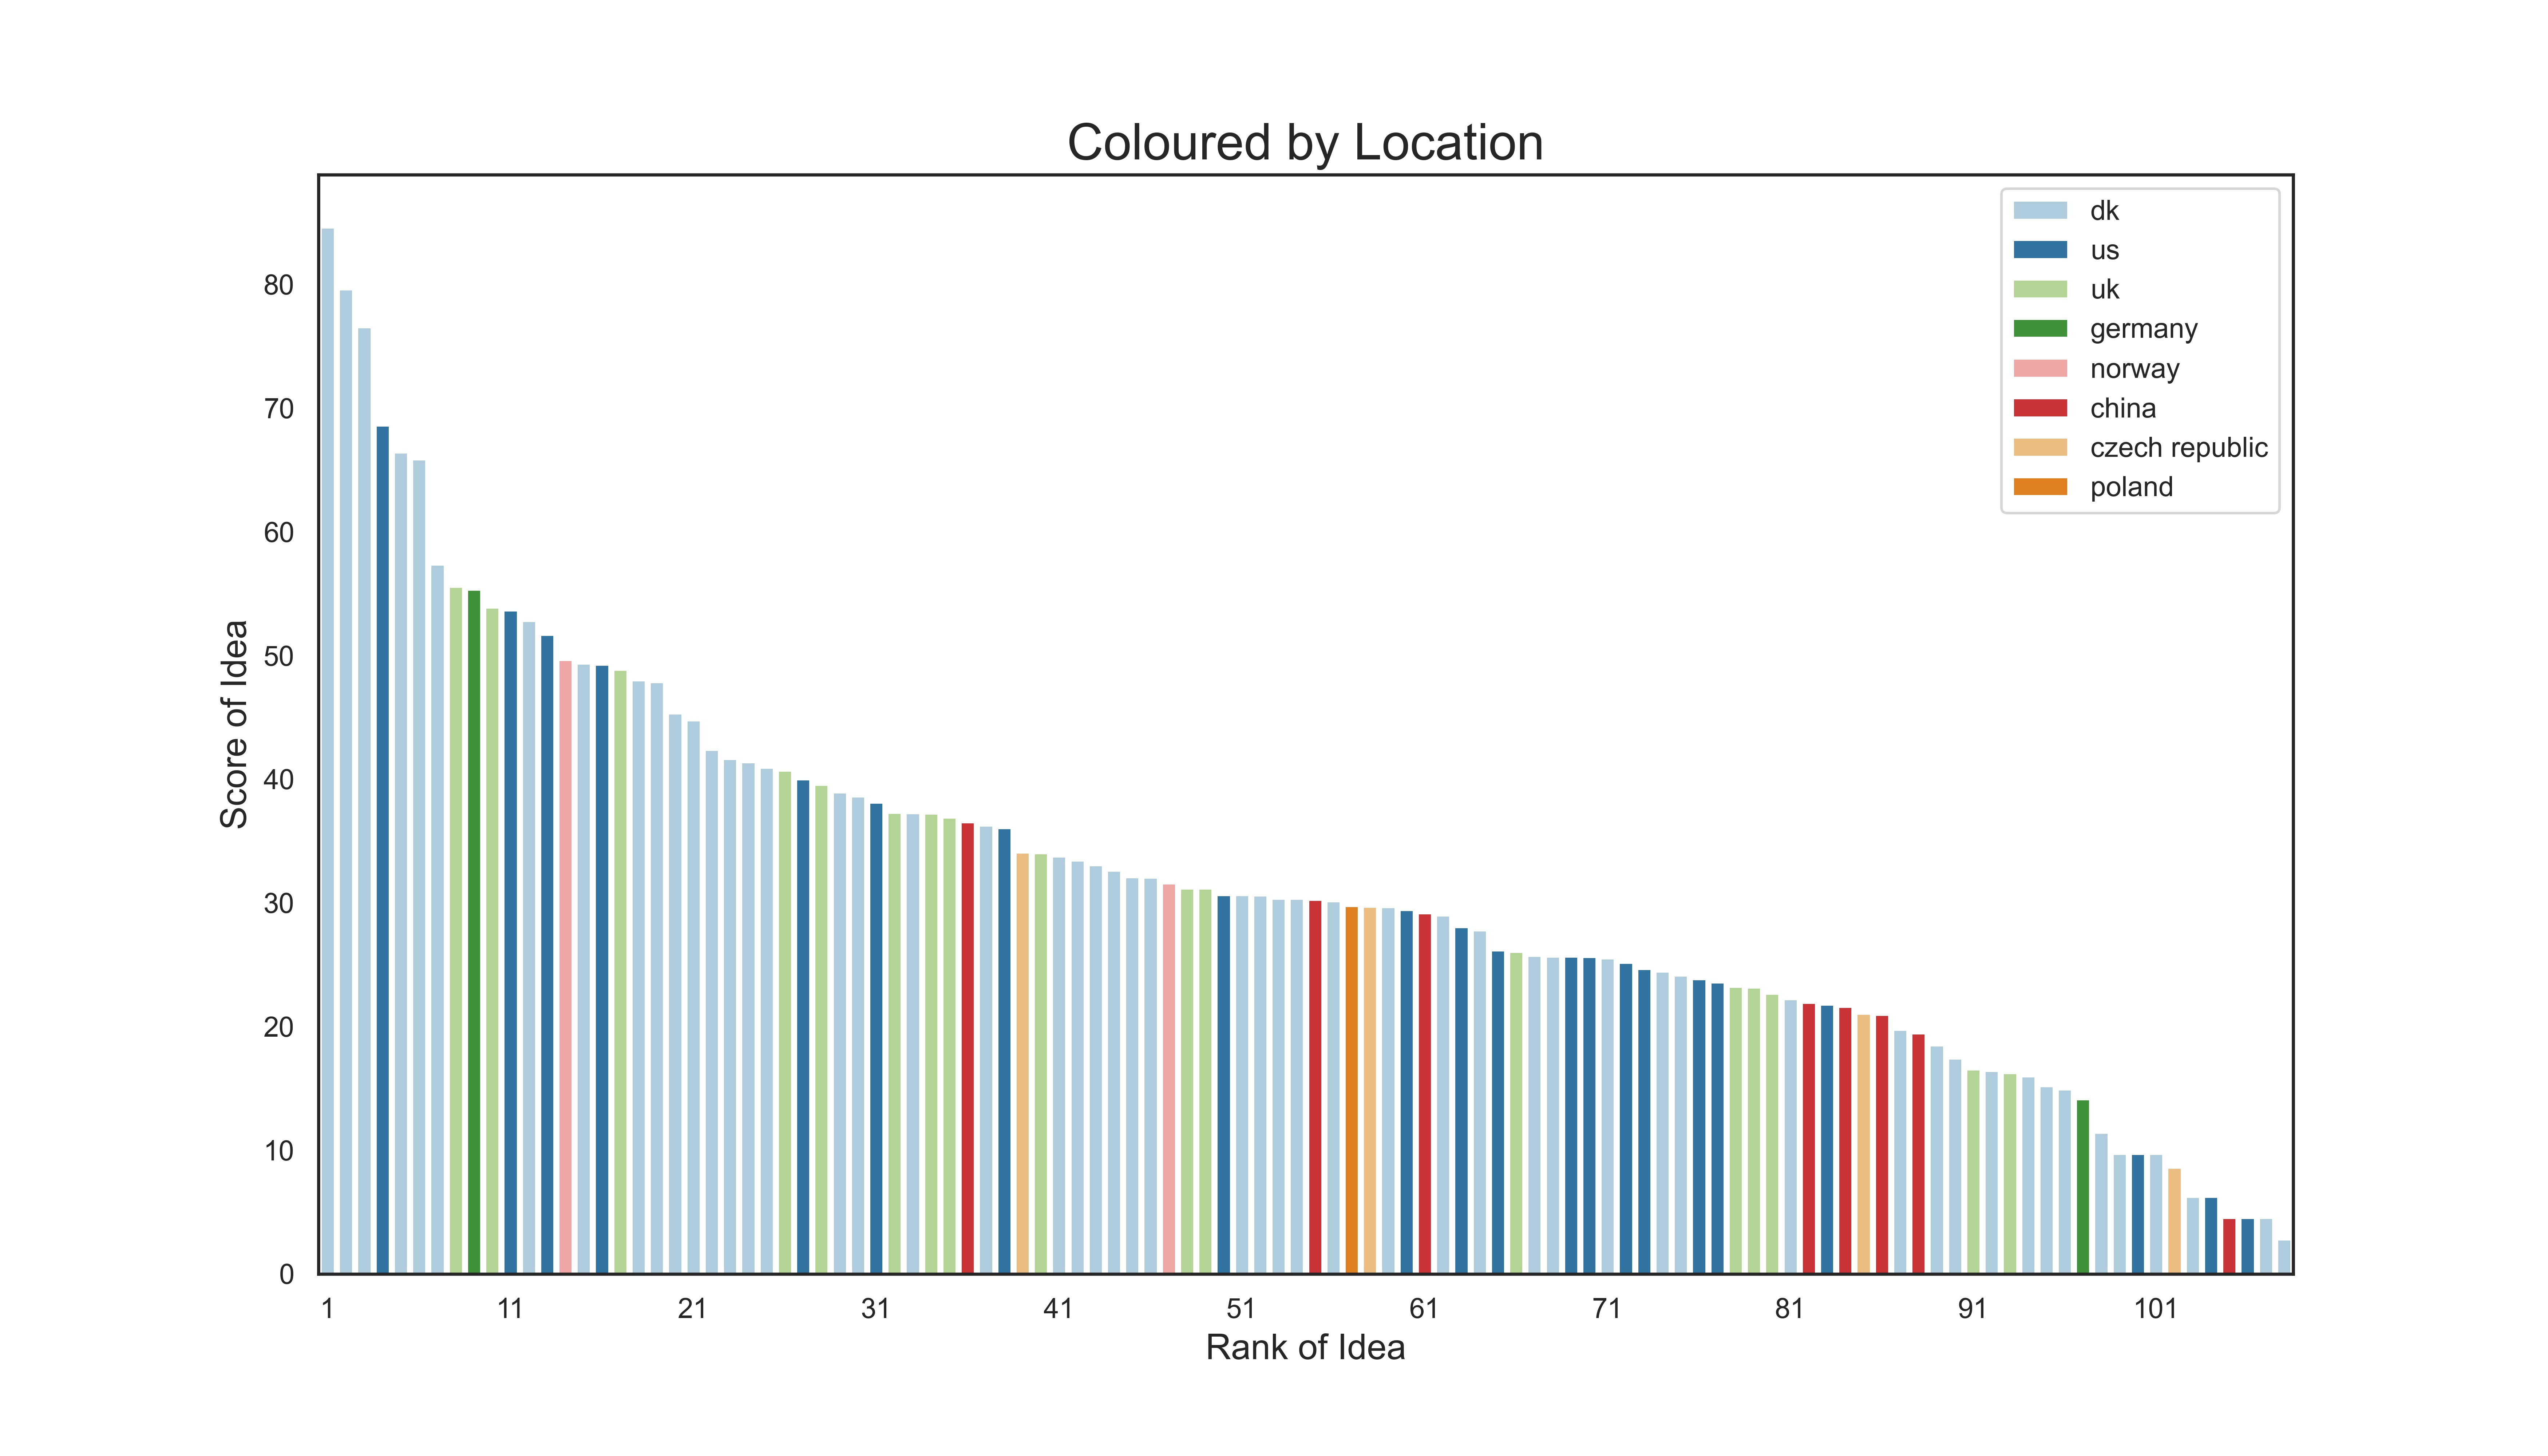 Coloured by Location
dk
us
uk
germany
norway
china
czech republic
poland
80
70
60
50
40
30
20
10
0
Score of Idea
1 11 21 31 41 51 61 71 81 91 101
Rank of Idea